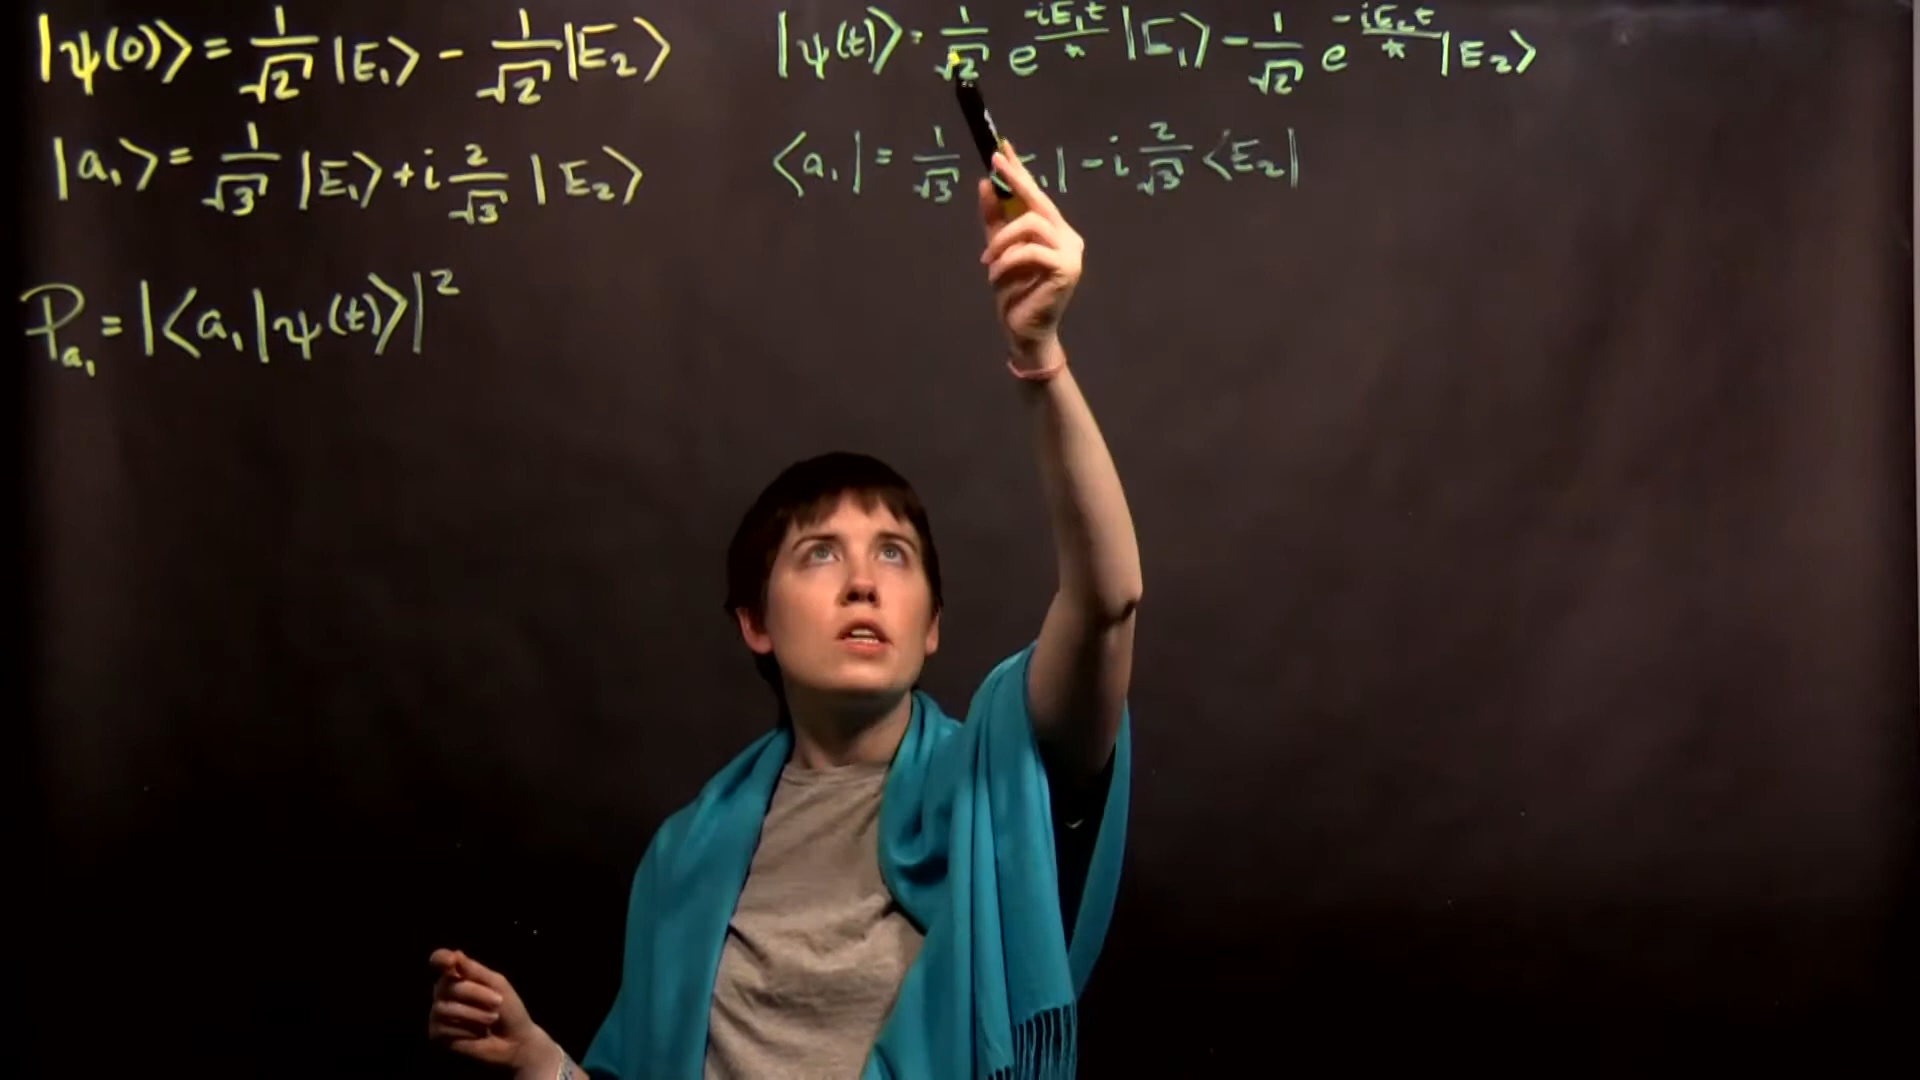 |ψ(0)⟩ = 1/√2 |E₁⟩ - 1/√2 |E₂⟩
|a₁⟩ = 1/√3 |E₁⟩ + i 2/√3 |E₂⟩
P_a₁ = |⟨a₁|ψ(t)⟩|²
|ψ(t)⟩ = 1/√2 e^(-iE₁t/ħ) |E₁⟩ - 1/√2 e^(-iE₂t/ħ) |E₂⟩
⟨a₁| = 1/√3 ⟨E₁| - i 2/√3 ⟨E₂|